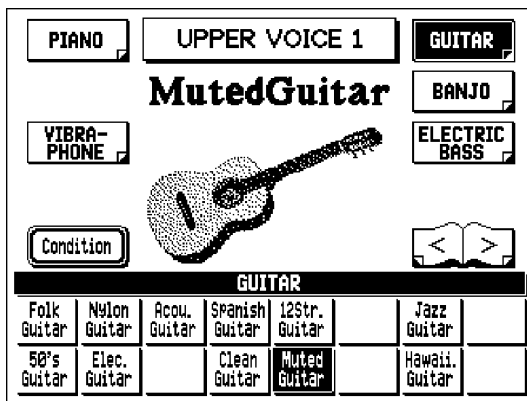 PIANO
UPPER VOICE 1
GUITAR
MutedGuitar
BANJO
VIBRA-
PHONE
ELECTRIC
BASS
Condition
< >
GUITAR
Folk
Guitar
Nylon
Guitar
Acou.
Guitar
Spanish
Guitar
12Str.
Guitar
Jazz
Guitar
50's
Guitar
Elec.
Guitar
Clean
Guitar
Muted
Guitar
Hawaii.
Guitar